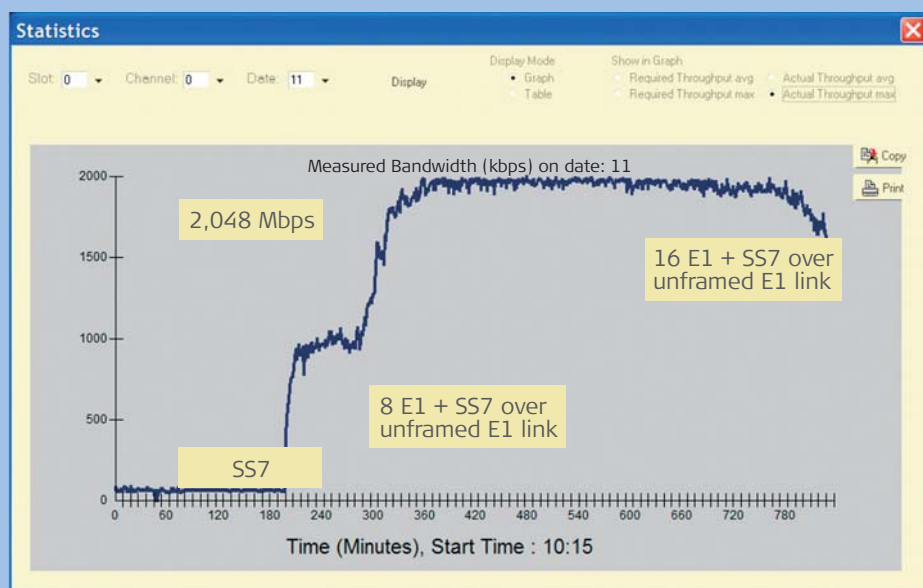 Statistics
Display Mode
Show in Graph
Slot: 0 Channel: 0 Date: 11 Display
Graph
Required Throughput avg
Actual Throughput avg
Table
Required Throughput max
Actual Throughput max
Measured Bandwidth (kbps) on date: 11
Copy
Print
2000
2,048 Mbps
1500
16 E1 + SS7 over
unframed E1 link
1000
8 E1 + SS7 over
unframed E1 link
500
SS7
0
0 60 120 180 240 300 360 420 480 540 600 660 720 780
Time (Minutes), Start Time : 10:15